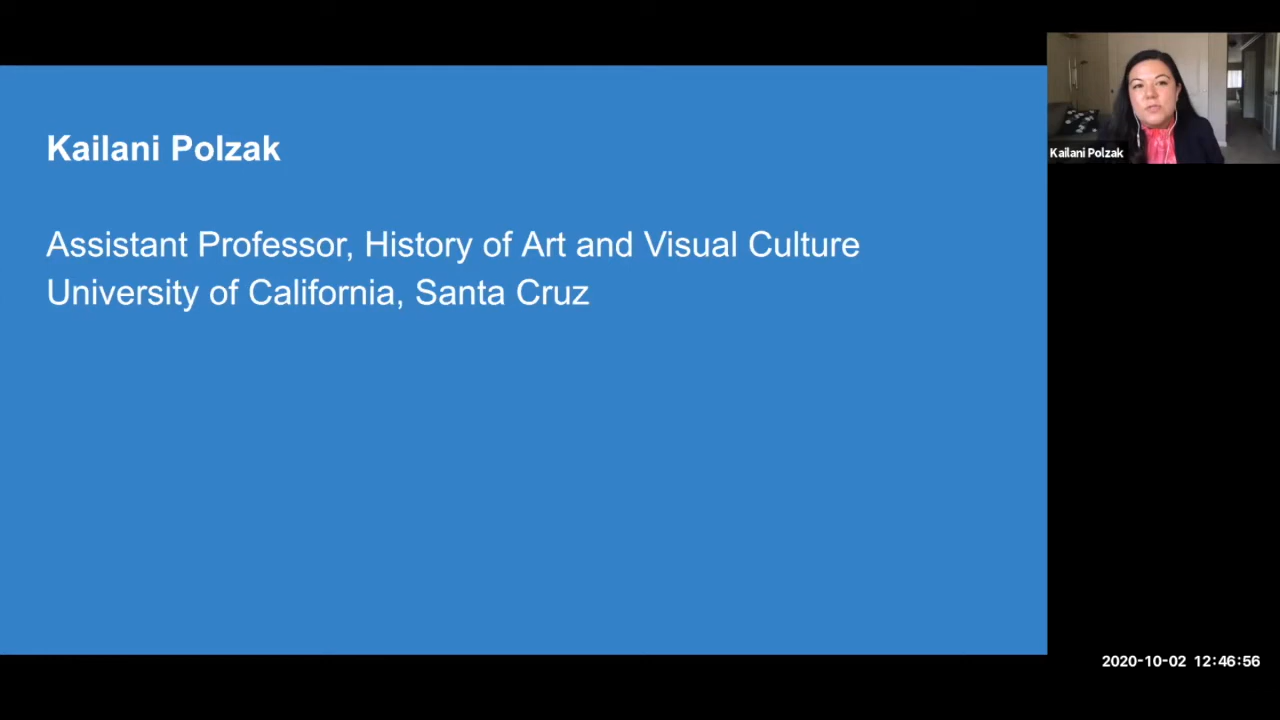 Kailani Polzak
Assistant Professor, History of Art and Visual Culture
University of California, Santa Cruz
Kailani Polzak
2020-10-02 12:46:56